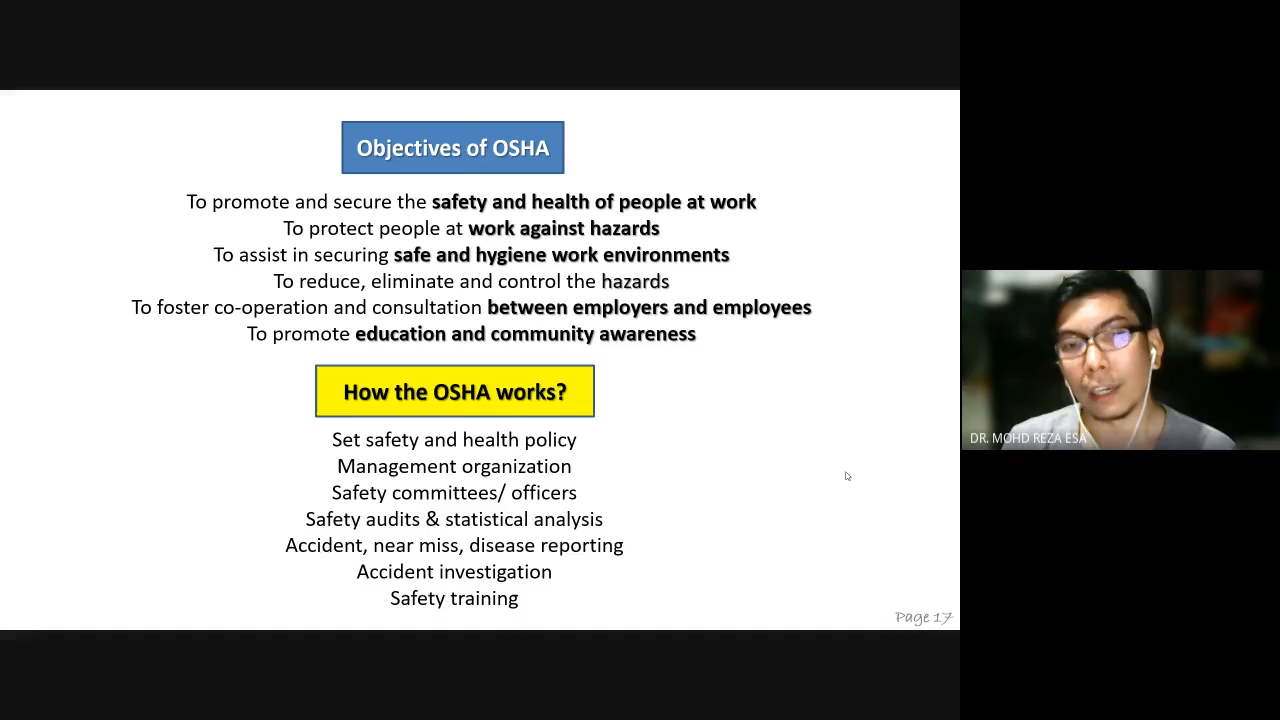 Objectives of OSHA
To promote and secure the safety and health of people at work
To protect people at work against hazards
To assist in securing safe and hygiene work environments
To reduce, eliminate and control the hazards
To foster co-operation and consultation between employers and employees
To promote education and community awareness
How the OSHA works?
Set safety and health policy
Management organization
Safety committees/ officers
Safety audits & statistical analysis
Accident, near miss, disease reporting
Accident investigation
Safety training
Page 17
DR. MOHD REZA ESA